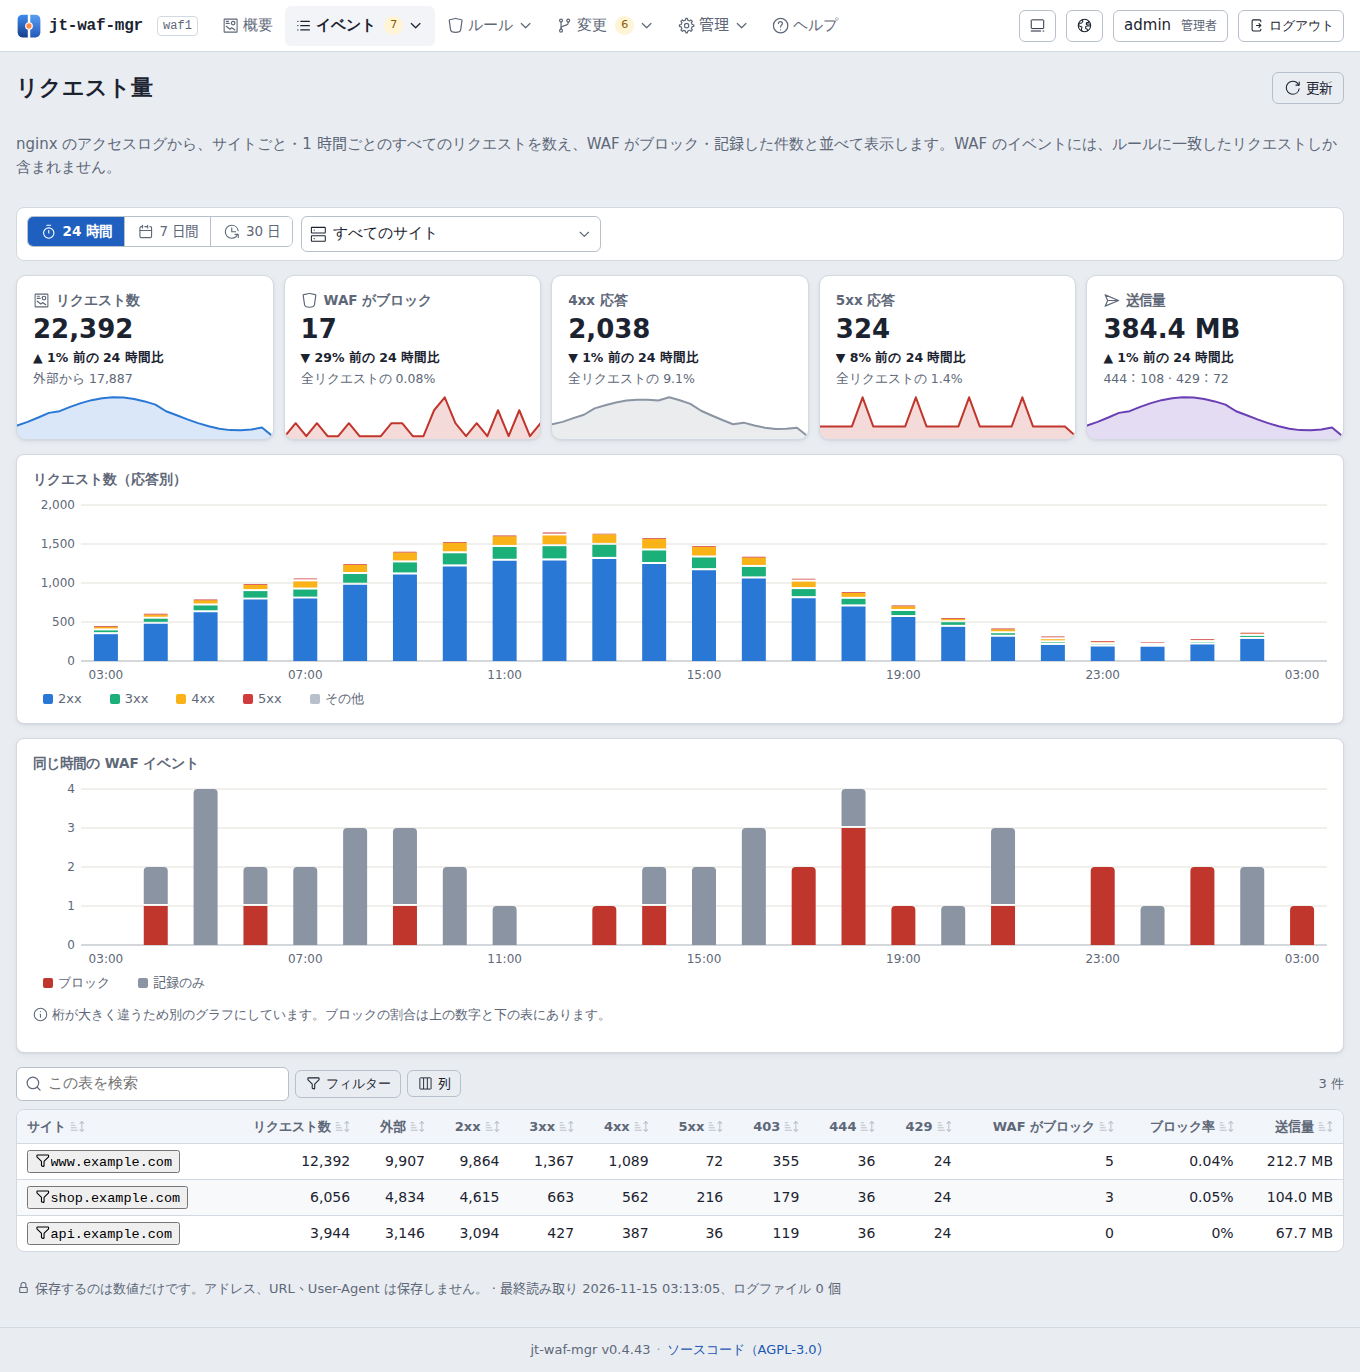 jt-waf-mgr waf1 概要 イベント 7 ルール 変更 6 管理 ヘルプ admin 管理者 ログアウト
リクエスト量
更新
nginx のアクセスログから、サイトごと・1 時間ごとのすべてのリクエストを数え、WAF がブロック・記録した件数と並べて表示します。WAF のイベントには、ルールに一致したリクエストしか
含まれません。
24 時間 7 日間 30 日 すべてのサイト
リクエスト数
22,392
▲ 1% 前の 24 時間比
外部から 17,887
WAF がブロック
17
▼ 29% 前の 24 時間比
全リクエストの 0.08%
4xx 応答
2,038
▼ 1% 前の 24 時間比
全リクエストの 9.1%
5xx 応答
324
▼ 8% 前の 24 時間比
全リクエストの 1.4%
送信量
384.4 MB
▲ 1% 前の 24 時間比
444：108 · 429：72
リクエスト数（応答別）
2,000
1,500
1,000
500
0
03:00 07:00 11:00 15:00 19:00 23:00 03:00
2xx 3xx 4xx 5xx その他
同じ時間の WAF イベント
4
3
2
1
0
03:00 07:00 11:00 15:00 19:00 23:00 03:00
ブロック 記録のみ
桁が大きく違うため別のグラフにしています。ブロックの割合は上の数字と下の表にあります。
この表を検索 フィルター 列 3 件
サイト リクエスト数 外部 2xx 3xx 4xx 5xx 403 444 429 WAF がブロック ブロック率 送信量
www.example.com 12,392 9,907 9,864 1,367 1,089 72 355 36 24 5 0.04% 212.7 MB
shop.example.com 6,056 4,834 4,615 663 562 216 179 36 24 3 0.05% 104.0 MB
api.example.com 3,944 3,146 3,094 427 387 36 119 36 24 0 0% 67.7 MB
保存するのは数値だけです。アドレス、URL、User-Agent は保存しません。 · 最終読み取り 2026-11-15 03:13:05、ログファイル 0 個
jt-waf-mgr v0.4.43 · ソースコード（AGPL-3.0）